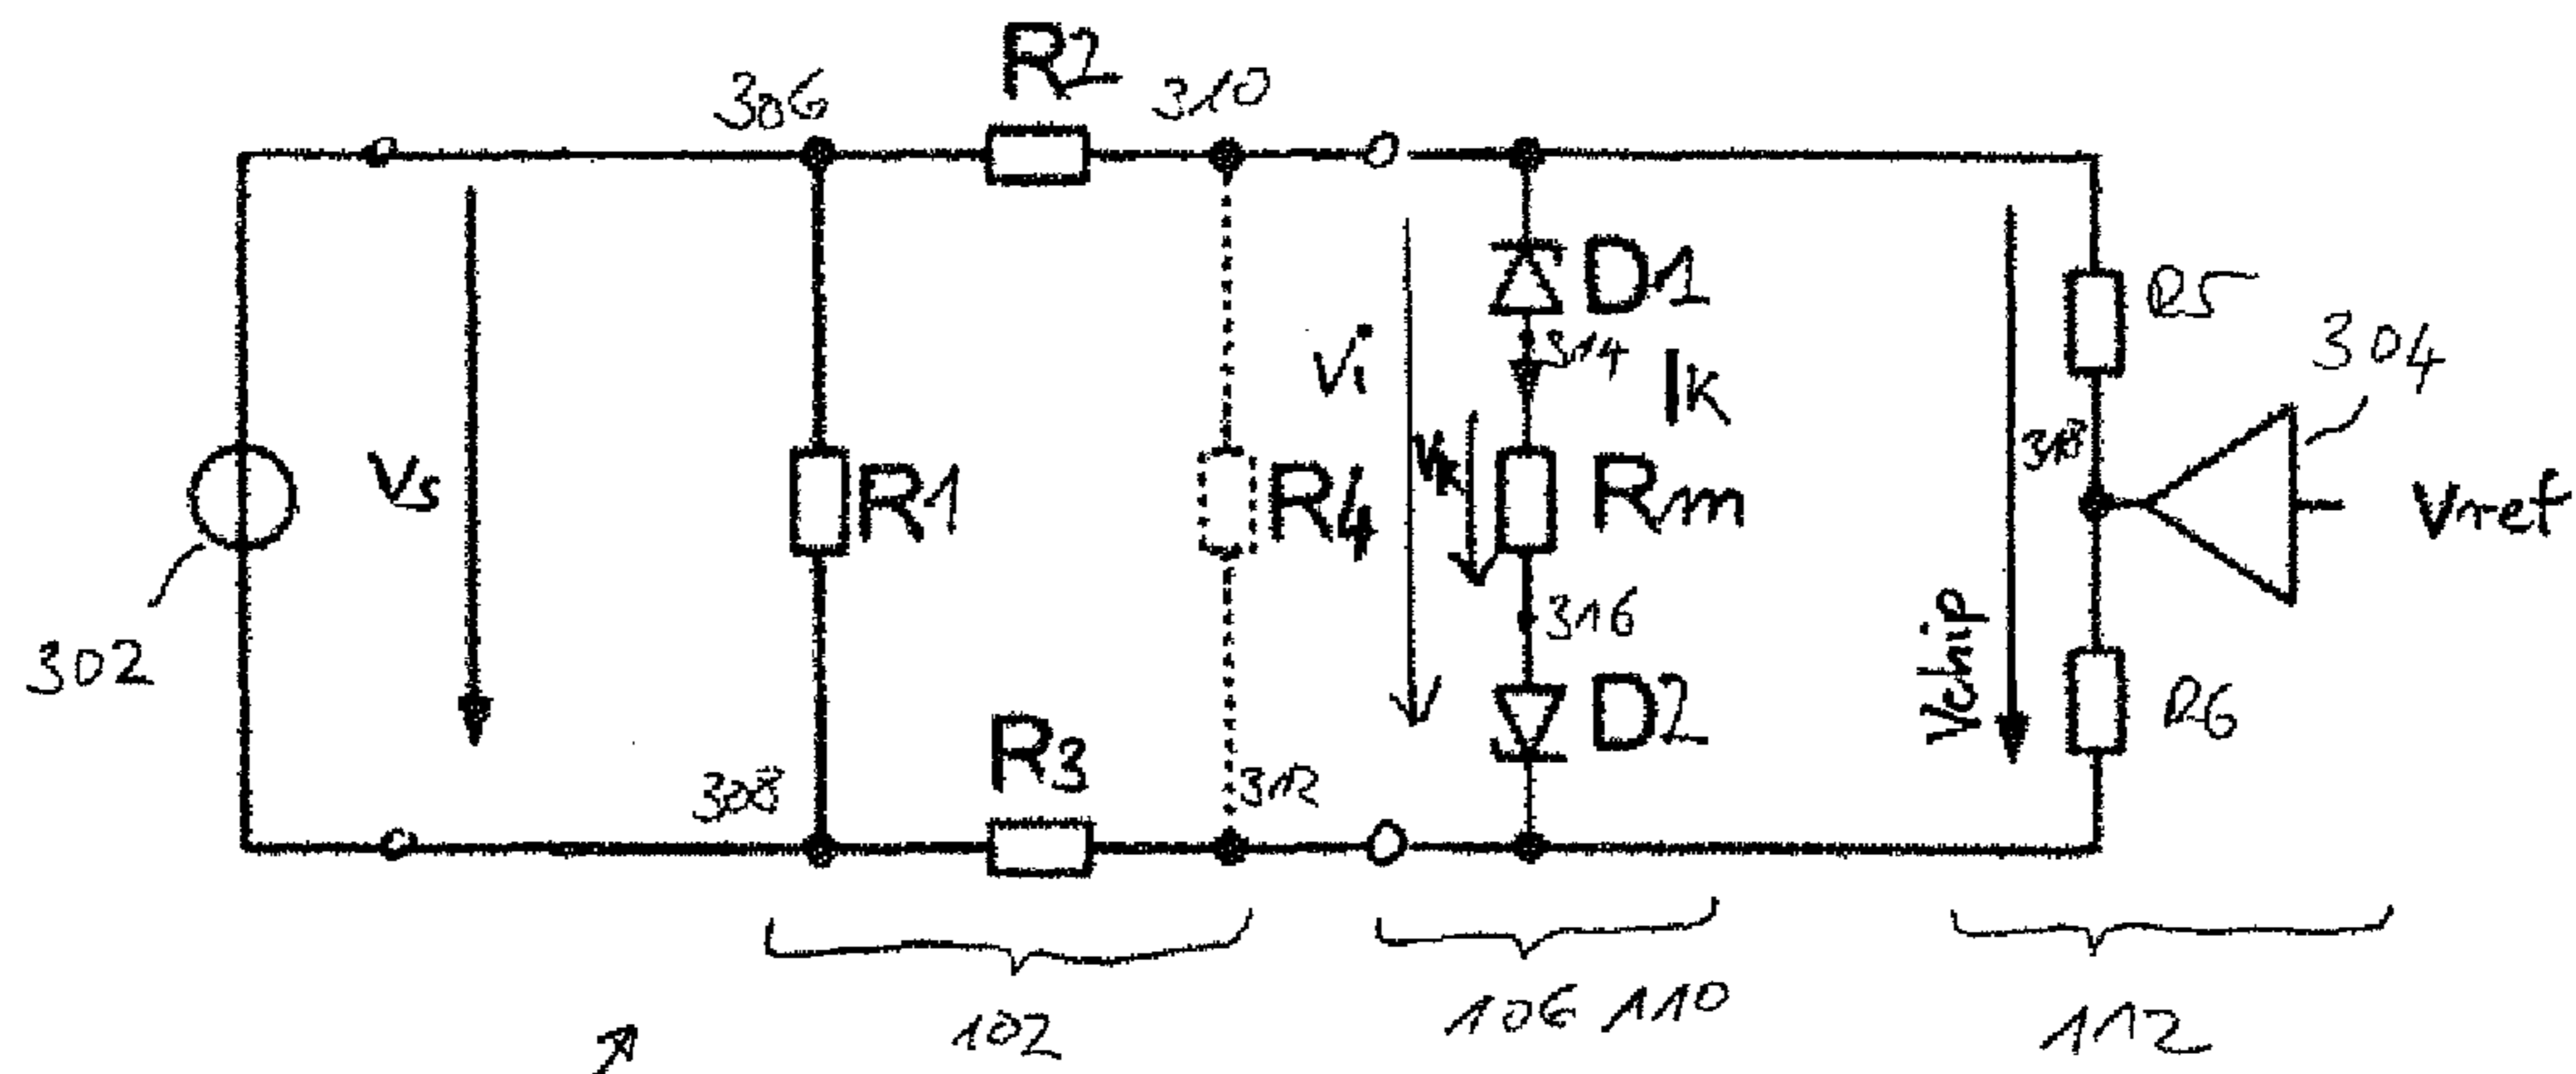 R2
306
310
D1
R5
314
IK
304
Vi
Vs
R1
R4
Vk
Rm
318
Vref
316
302
Vchip
D2
R6
R3
308
312
102
106 110
112